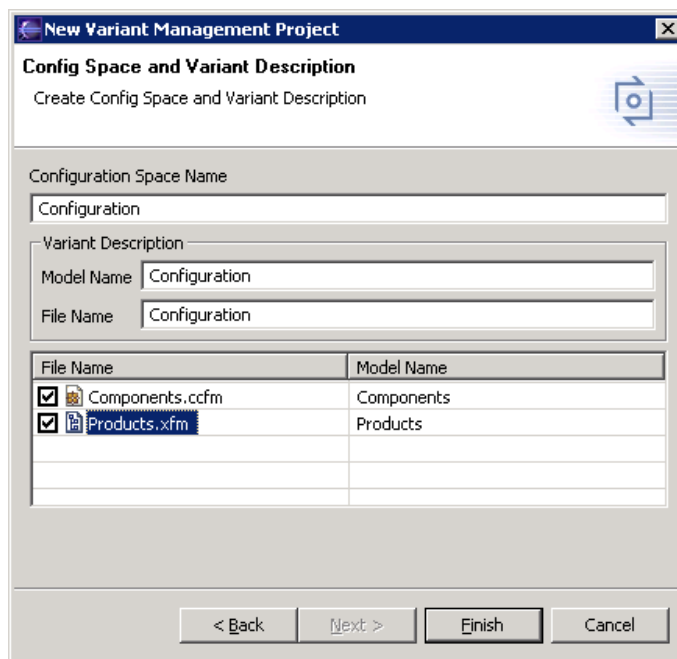 New Variant Management Project
Config Space and Variant Description
Create Config Space and Variant Description
Configuration Space Name
Configuration
Variant Description
Model Name Configuration
File Name Configuration
File Name Model Name
Components.ccfm Components
Products.xfm Products
< Back Next > Finish Cancel